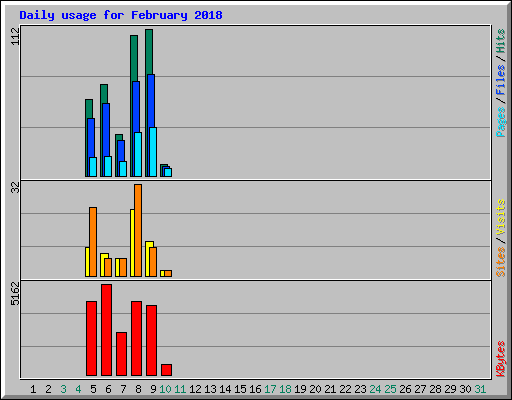 Daily usage for February 2018
112
Pages / Files / Hits
32
Sites / Visits
5162
KBytes
1 2 3 4 5 6 7 8 9 10 11 12 13 14 15 16 17 18 19 20 21 22 23 24 25 26 27 28 29 30 31